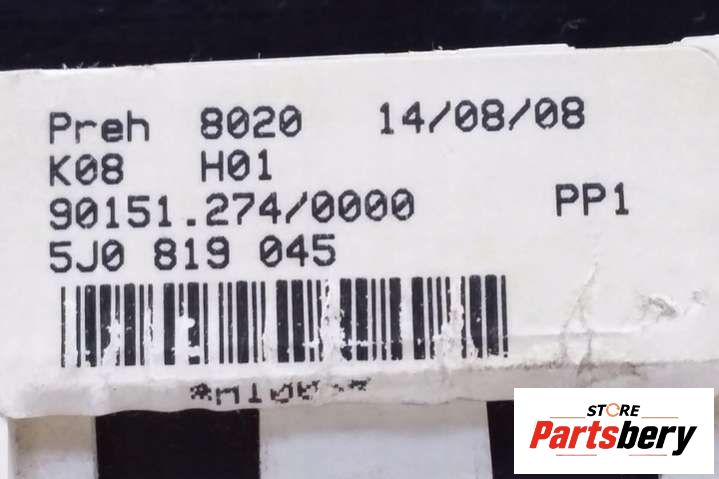 Preh 8020 14/08/08
K08 H01
90151.274/0000 PP1
5J0 819 045
STORE
Partsbery